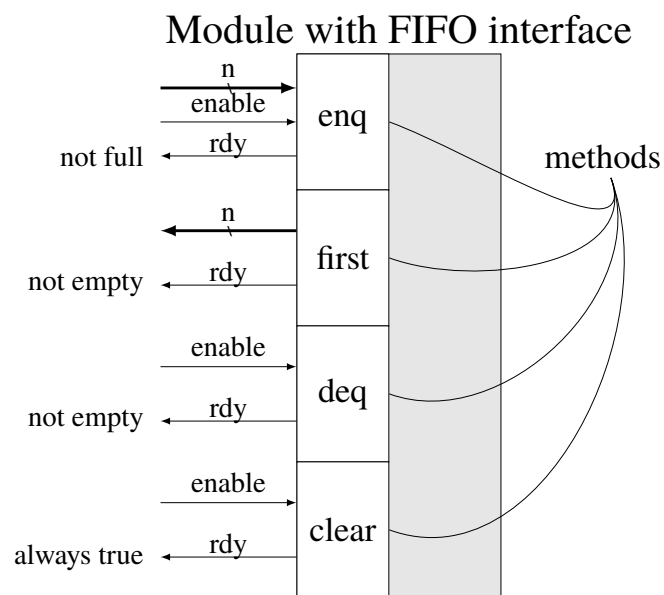 Module with FIFO interface
n
enable
enq
rdy
not full
methods
n
first
rdy
not empty
enable
deq
rdy
not empty
enable
clear
rdy
always true